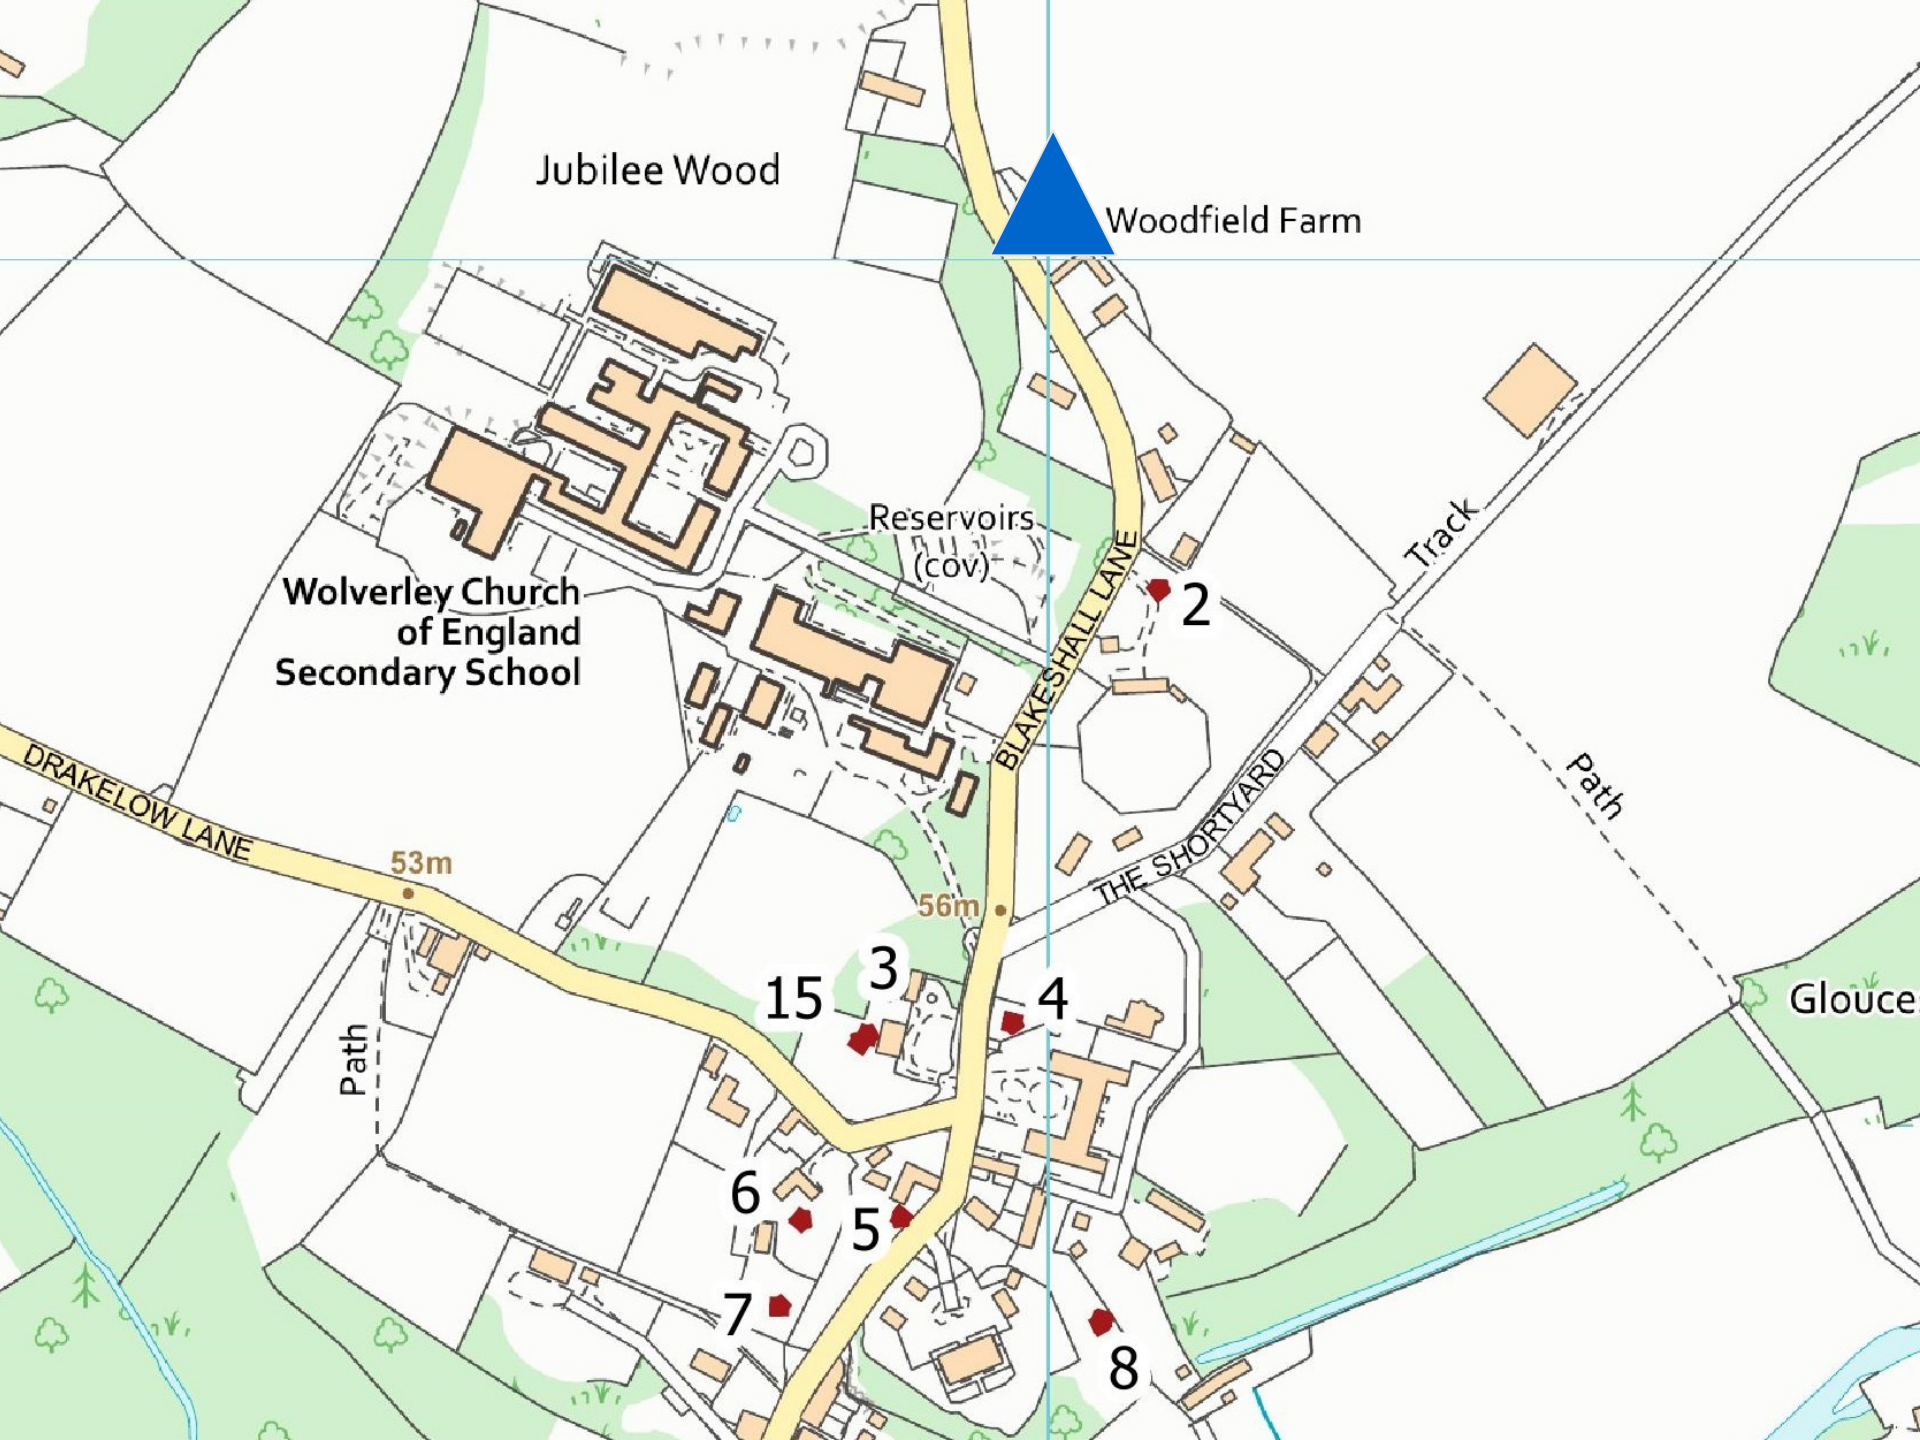 Jubilee Wood
Woodfield Farm
Track
Reservoirs
(cov)
Wolverley Church
of England
Secondary School
BLAKESHALL LANE
2
DRAKELOW LANE
53m
THE SHORTYARD
Path
56m
3
15
4
Glouce
Path
6
5
7
8